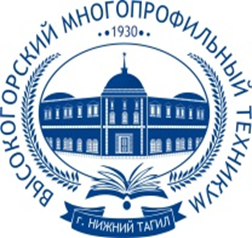 ВЫСОКОГОРСКИЙ МНОГОПРОФИЛЬНЫЙ ТЕХНИКУМ
•1930•
г. НИЖНИЙ ТАГИЛ